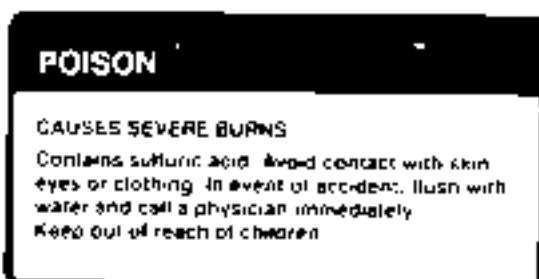 POISON
CAUSES SEVERE BURNS
Contains sulfuric acid. Avoid contact with skin
eyes or clothing. In event of accident, flush with
water and call a physician immediately
Keep out of reach of children